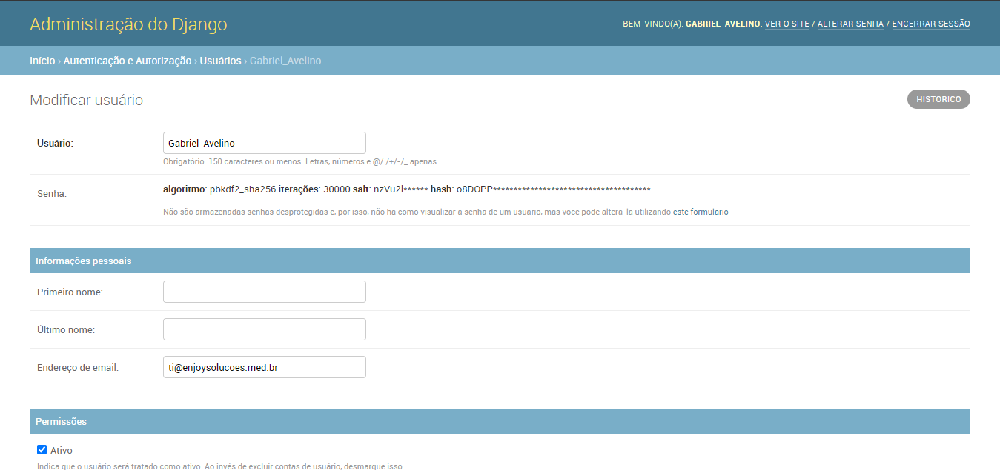 Administração do Django
BEM-VINDO(A), GABRIEL_AVELINO. VER O SITE / ALTERAR SENHA / ENCERRAR SESSÃO
Início › Autenticação e Autorização › Usuários › Gabriel_Avelino
Modificar usuário
HISTÓRICO
Usuário: Gabriel_Avelino
Obrigatório. 150 caracteres ou menos. Letras, números e @/./+/-/_ apenas.
Senha: algoritmo: pbkdf2_sha256 iterações: 30000 salt: nzVu2l****** hash: o8DOPP**************************************
Não são armazenadas senhas desprotegidas e, por isso, não há como visualizar a senha de um usuário, mas você pode alterá-la utilizando este formulário
Informações pessoais
Primeiro nome:
Último nome:
Endereço de email: ti@enjoysolucoes.med.br
Permissões
Ativo
Indica que o usuário será tratado como ativo. Ao invés de excluir contas de usuário, desmarque isso.